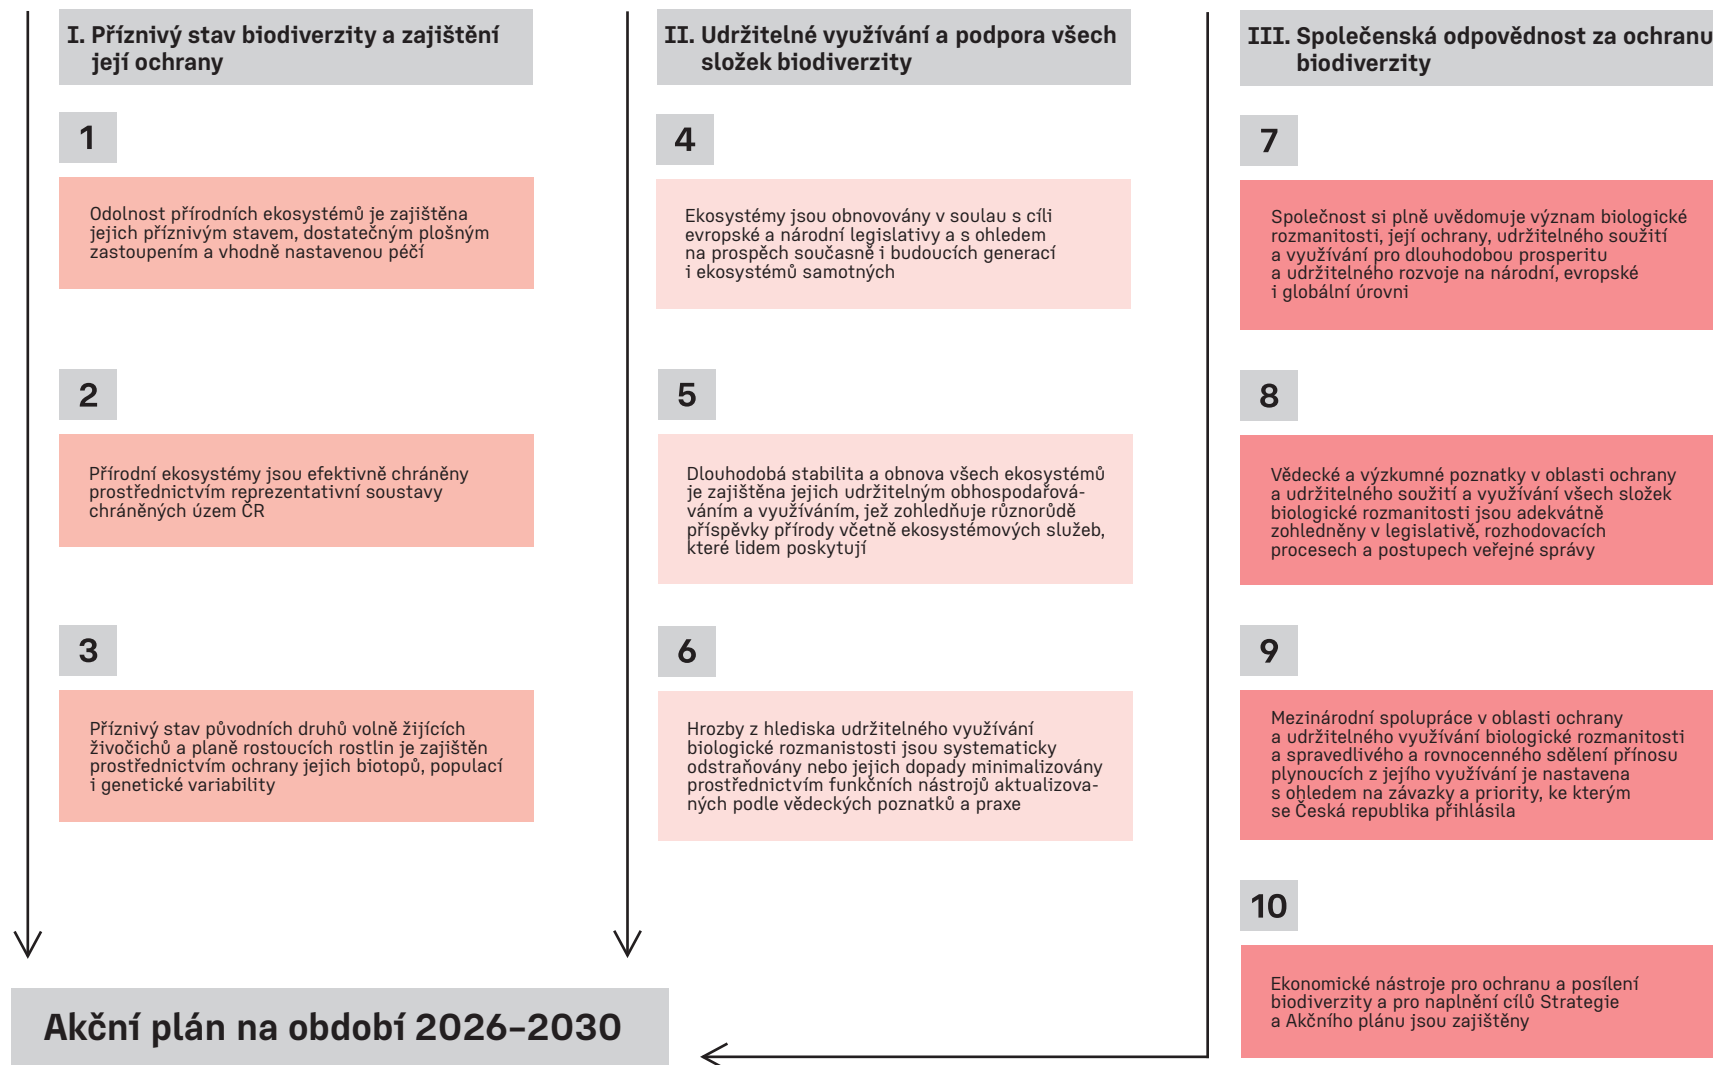 I. Příznivý stav biodiverzity a zajištění
její ochrany
1
Odolnost přírodních ekosystémů je zajištěna
jejich příznivým stavem, dostatečným plošným
zastoupením a vhodně nastavenou péčí
2
Přírodní ekosystémy jsou efektivně chráněny
prostřednictvím reprezentativní soustavy
chráněných územ ČR
3
Příznivý stav původních druhů volně žijících
živočichů a planě rostoucích rostlin je zajištěn
prostřednictvím ochrany jejich biotopů, populací
i genetické variability
II. Udržitelné využívání a podpora všech
složek biodiverzity
4
Ekosystémy jsou obnovovány v soulau s cíli
evropské a národní legislativy a s ohledem
na prospěch současně i budoucích generací
i ekosystémů samotných
5
Dlouhodobá stabilita a obnova všech ekosystémů
je zajištěna jejich udržitelným obhospodařová-
váním a využíváním, jež zohledňuje různorůdě
příspěvky přírody včetně ekosystémových služeb,
které lidem poskytují
6
Hrozby z hlediska udržitelného využívání
biologické rozmanistosti jsou systematicky
odstraňovány nebo jejich dopady minimalizovány
prostřednictvím funkčních nástrojů aktualizova-
ných podle vědeckých poznatků a praxe
III. Společenská odpovědnost za ochranu
biodiverzity
7
Společnost si plně uvědomuje význam biologické
rozmanitosti, její ochrany, udržitelného soužití
a využívání pro dlouhodobou prosperitu
a udržitelného rozvoje na národní, evropské
i globální úrovni
8
Vědecké a výzkumné poznatky v oblasti ochrany
a udržitelného soužití a využívání všech složek
biologické rozmanitosti jsou adekvátně
zohledněny v legislativě, rozhodovacích
procesech a postupech veřejné správy
9
Mezinárodní spolupráce v oblasti ochrany
a udržitelného využívání biologické rozmanitosti
a spravedlivého a rovnocenného sdělení přínosu
plynoucích z jejího využívání je nastavena
s ohledem na závazky a priority, ke kterým
se Česká republika přihlásila
10
Ekonomické nástroje pro ochranu a posílení
biodiverzity a pro naplnění cílů Strategie
a Akčního plánu jsou zajištěny
Akční plán na období 2026–2030